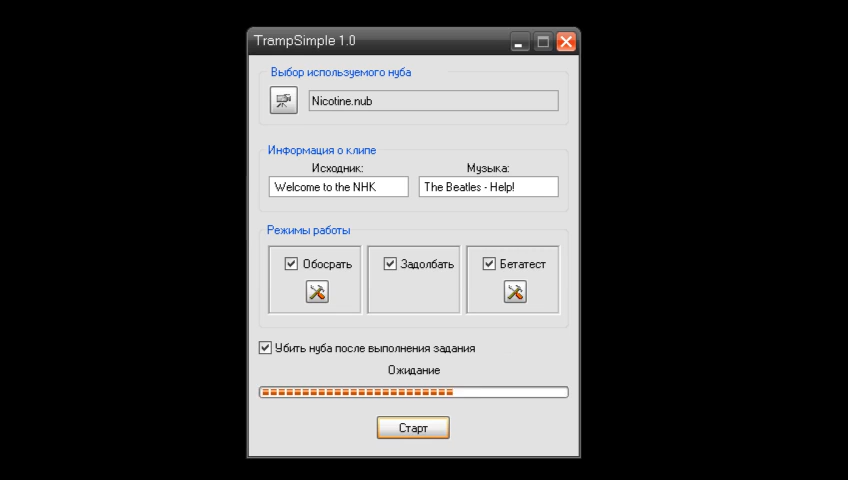 TrampSimple 1.0
Выбор используемого нуба
Nicotine.nub
Информация о клипе
Исходник:
Музыка:
Welcome to the NHK
The Beatles - Help!
Режимы работы
Обосрать
Задолбать
Бетатест
Убить нуба после выполнения задания
Ожидание
Старт